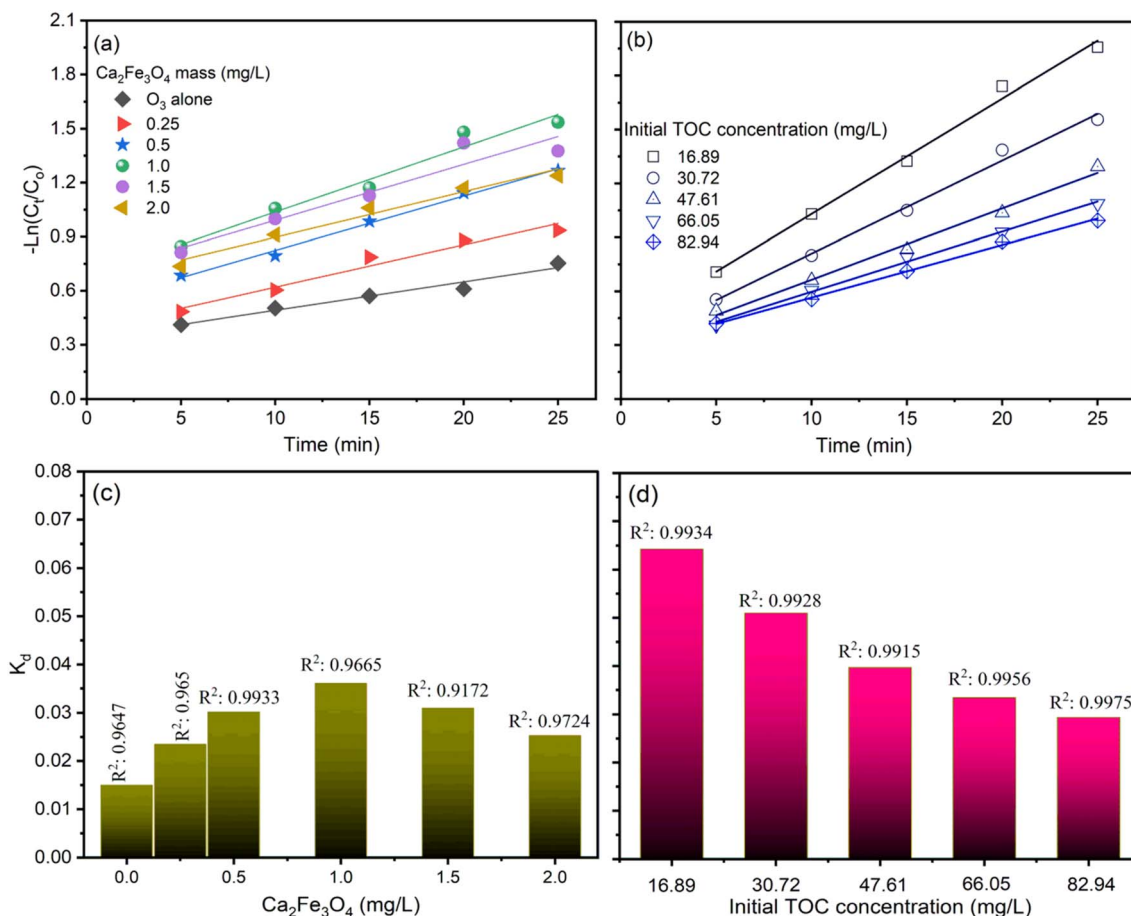 (a)
Ca₂Fe₃O₄ mass (mg/L)
O₃ alone
0.25
0.5
1.0
1.5
2.0
-Ln(Cₜ/Cₒ)
2.1
1.8
1.5
1.2
0.9
0.6
0.3
0.0
0 5 10 15 20 25
Time (min)
(b)
Initial TOC concentration (mg/L)
16.89
30.72
47.61
66.05
82.94
0 5 10 15 20 25
Time (min)
(c)
K_d
0.08
0.07
0.06
0.05
0.04
0.03
0.02
0.01
0.00
R²: 0.9647
R²: 0.965
R²: 0.9933
R²: 0.9665
R²: 0.9172
R²: 0.9724
0.0 0.5 1.0 1.5 2.0
Ca₂Fe₃O₄ (mg/L)
(d)
R²: 0.9934
R²: 0.9928
R²: 0.9915
R²: 0.9956
R²: 0.9975
16.89 30.72 47.61 66.05 82.94
Initial TOC concentration (mg/L)